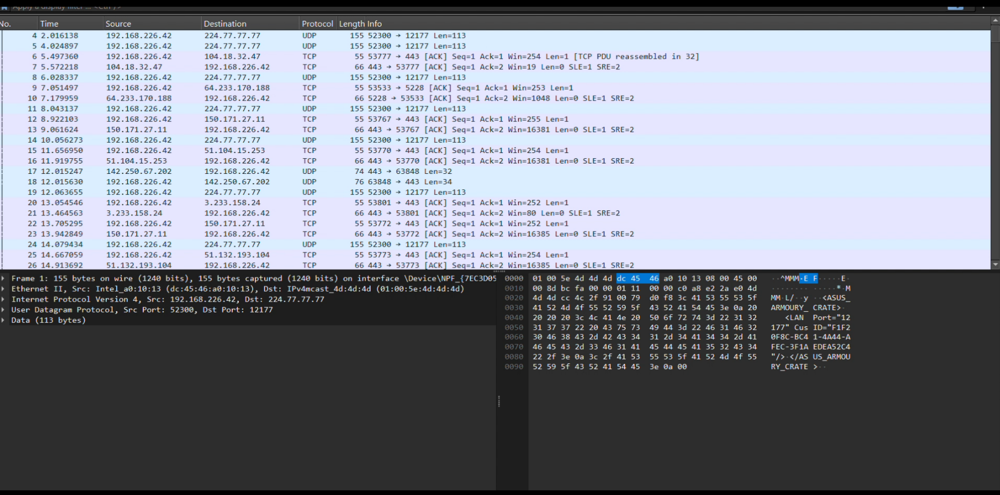 Apply a display filter ... <Ctrl-/>
No. Time Source Destination Protocol Length Info
4 2.016138 192.168.226.42 224.77.77.77 UDP 155 52300 → 12177 Len=113
5 4.024897 192.168.226.42 224.77.77.77 UDP 155 52300 → 12177 Len=113
6 5.497360 192.168.226.42 104.18.32.47 TCP 55 53777 → 443 [ACK] Seq=1 Ack=1 Win=254 Len=1 [TCP PDU reassembled in 32]
7 5.572218 104.18.32.47 192.168.226.42 TCP 66 443 → 53777 [ACK] Seq=1 Ack=2 Win=19 Len=0 SLE=1 SRE=2
8 6.028337 192.168.226.42 224.77.77.77 UDP 155 52300 → 12177 Len=113
9 7.051497 192.168.226.42 64.233.170.188 TCP 55 53533 → 5228 [ACK] Seq=1 Ack=1 Win=253 Len=1
10 7.179959 64.233.170.188 192.168.226.42 TCP 66 5228 → 53533 [ACK] Seq=1 Ack=2 Win=1048 Len=0 SLE=1 SRE=2
11 8.043137 192.168.226.42 224.77.77.77 UDP 155 52300 → 12177 Len=113
12 8.922103 192.168.226.42 150.171.27.11 TCP 55 53767 → 443 [ACK] Seq=1 Ack=1 Win=255 Len=1
13 9.061624 150.171.27.11 192.168.226.42 TCP 66 443 → 53767 [ACK] Seq=1 Ack=2 Win=16381 Len=0 SLE=1 SRE=2
14 10.056273 192.168.226.42 224.77.77.77 UDP 155 52300 → 12177 Len=113
15 11.656950 192.168.226.42 51.104.15.253 TCP 55 53770 → 443 [ACK] Seq=1 Ack=1 Win=254 Len=1
16 11.919755 51.104.15.253 192.168.226.42 TCP 66 443 → 53770 [ACK] Seq=1 Ack=2 Win=16381 Len=0 SLE=1 SRE=2
17 12.015247 142.250.67.202 192.168.226.42 UDP 74 443 → 63848 Len=32
18 12.015630 192.168.226.42 142.250.67.202 UDP 76 63848 → 443 Len=34
19 12.063655 192.168.226.42 224.77.77.77 UDP 155 52300 → 12177 Len=113
20 13.054546 192.168.226.42 3.233.158.24 TCP 55 53801 → 443 [ACK] Seq=1 Ack=1 Win=252 Len=1
21 13.464563 3.233.158.24 192.168.226.42 TCP 66 443 → 53801 [ACK] Seq=1 Ack=2 Win=80 Len=0 SLE=1 SRE=2
22 13.705295 192.168.226.42 150.171.27.11 TCP 55 53772 → 443 [ACK] Seq=1 Ack=1 Win=252 Len=1
23 13.942849 150.171.27.11 192.168.226.42 TCP 66 443 → 53772 [ACK] Seq=1 Ack=2 Win=16385 Len=0 SLE=1 SRE=2
24 14.079434 192.168.226.42 224.77.77.77 UDP 155 52300 → 12177 Len=113
25 14.667059 192.168.226.42 51.132.193.104 TCP 55 53773 → 443 [ACK] Seq=1 Ack=1 Win=254 Len=1
26 14.913692 51.132.193.104 192.168.226.42 TCP 66 443 → 53773 [ACK] Seq=1 Ack=2 Win=16385 Len=0 SLE=1 SRE=2
Frame 1: 155 bytes on wire (1240 bits), 155 bytes captured (1240 bits) on interface \Device\NPF_{7EC3D05
Ethernet II, Src: Intel_a0:10:13 (dc:45:46:a0:10:13), Dst: IPv4mcast_4d:4d:4d (01:00:5e:4d:4d:4d)
Internet Protocol Version 4, Src: 192.168.226.42, Dst: 224.77.77.77
User Datagram Protocol, Src Port: 52300, Dst Port: 12177
Data (113 bytes)
0000 01 00 5e 4d 4d 4d dc 45 46 a0 10 13 08 00 45 00 ··^MMM·E F·····E·
0010 00 8d bc fa 00 00 01 11 00 00 c0 a8 e2 2a e0 4d ········ ·····*·M
0020 4d 4d cc 4c 2f 91 00 79 d0 f8 3c 41 53 55 53 5f MM·L/··y ··<ASUS_
0030 41 52 4d 4f 55 52 59 5f 43 52 41 54 45 3e 0a 20 ARMOURY_ CRATE>·
0040 20 20 20 3c 4c 41 4e 20 50 6f 72 74 3d 22 31 32 <LAN Port="12
0050 31 37 37 22 20 43 75 73 49 44 3d 22 46 31 46 32 177" Cus ID="F1F2
0060 30 46 38 43 2d 42 43 34 31 2d 34 41 34 34 2d 41 0F8C-BC4 1-4A44-A
0070 46 45 43 2d 33 46 31 41 45 44 45 41 35 32 43 34 FEC-3F1A EDEA52C4
0080 22 2f 3e 0a 3c 2f 41 53 55 53 5f 41 52 4d 4f 55 "/>·</AS US_ARMOU
0090 52 59 5f 43 52 41 54 45 3e 0a 00 RY_CRATE >··